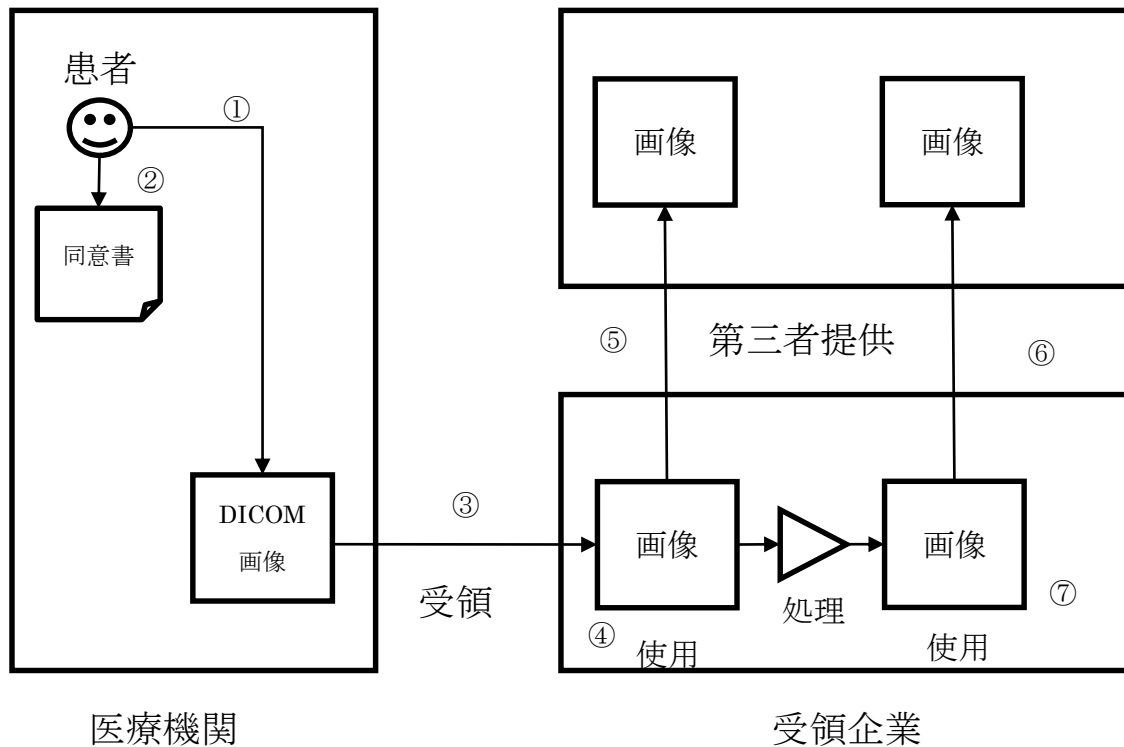 患者
①
②
同意書
DICOM
画像
③
受領
医療機関
画像
画像
⑤
第三者提供
⑥
画像
処理
画像
④
使用
使用
⑦
受領企業